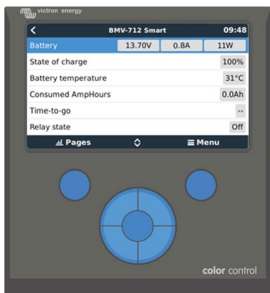 victron energy
BMV-712 Smart 09:48
Battery 13.70V 0.8A 11W
State of charge 100%
Battery temperature 31°C
Consumed AmpHours 0.0Ah
Time-to-go --
Relay state Off
Pages Menu
color control